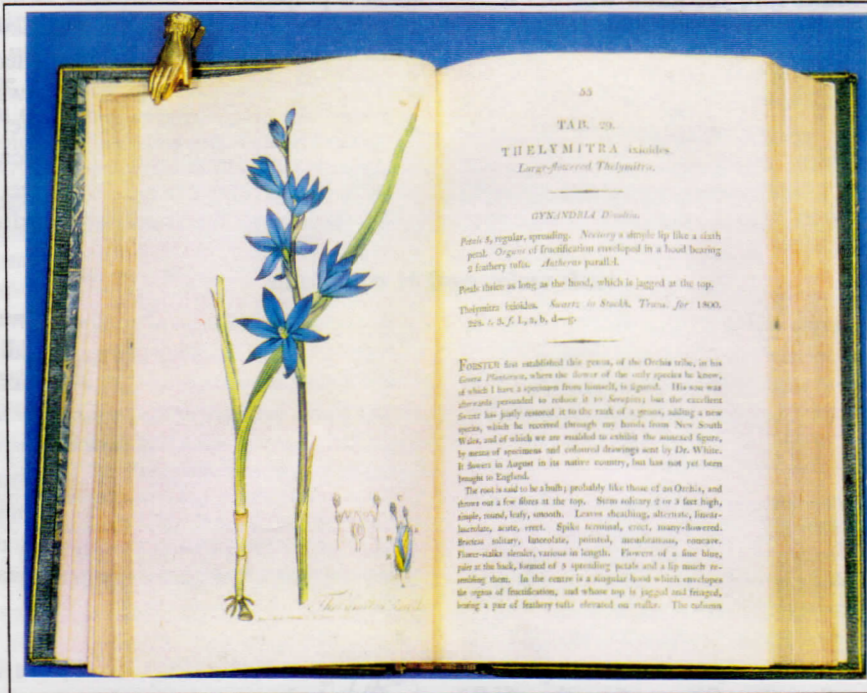 55
TAB. 29.
THELYMITRA ixioides.
Large-flowered Thelymitra.
GYNANDRIA Diandria.
Petals 5, regular, spreading. Nectary a simple lip like a sixth
petal. Organs of fructification enveloped in a hood bearing
2 feathery tufts. Antheras parallel.
Petals thrice as long as the hood, which is jagged at the top.
Thelymitra ixioides. Swartz in Stockh. Trans. for 1800.
228. t. 3. f. L, a, b, d—g.
FORSTER first established this genus, of the Orchis tribe, in his
Genera Plantarum, where the flower of the only species he knew,
of which I have a specimen from himself, is figured. His son was
afterwards persuaded to reduce it to Serapias; but the excellent
Swartz has justly restored it to the rank of a genus, adding a new
species, which he received through my hands from New South
Wales, and of which we are enabled to exhibit the annexed figure,
by means of specimens and coloured drawings sent by Dr. White.
It flowers in August in its native country, but has not yet been
brought to England.
The root is said to be a bulb; probably like those of an Orchis, and
throws out a few fibres at the top. Stem solitary 2 or 3 feet high,
simple, round, leafy, smooth. Leaves sheathing, alternate, linear-
lanceolate, acute, erect. Spike terminal, erect, many-flowered.
Bracteas solitary, lanceolate, pointed, membranous, concave.
Flower-stalks slender, various in length. Flowers of a fine blue,
paler at the back, formed of 5 spreading petals and a lip much re-
sembling them. In the centre is a singular hood which envelopes
the organs of fructification, and whose top is jagged and fringed,
bearing a pair of feathery tufts elevated on stalks. The
Thelymitra